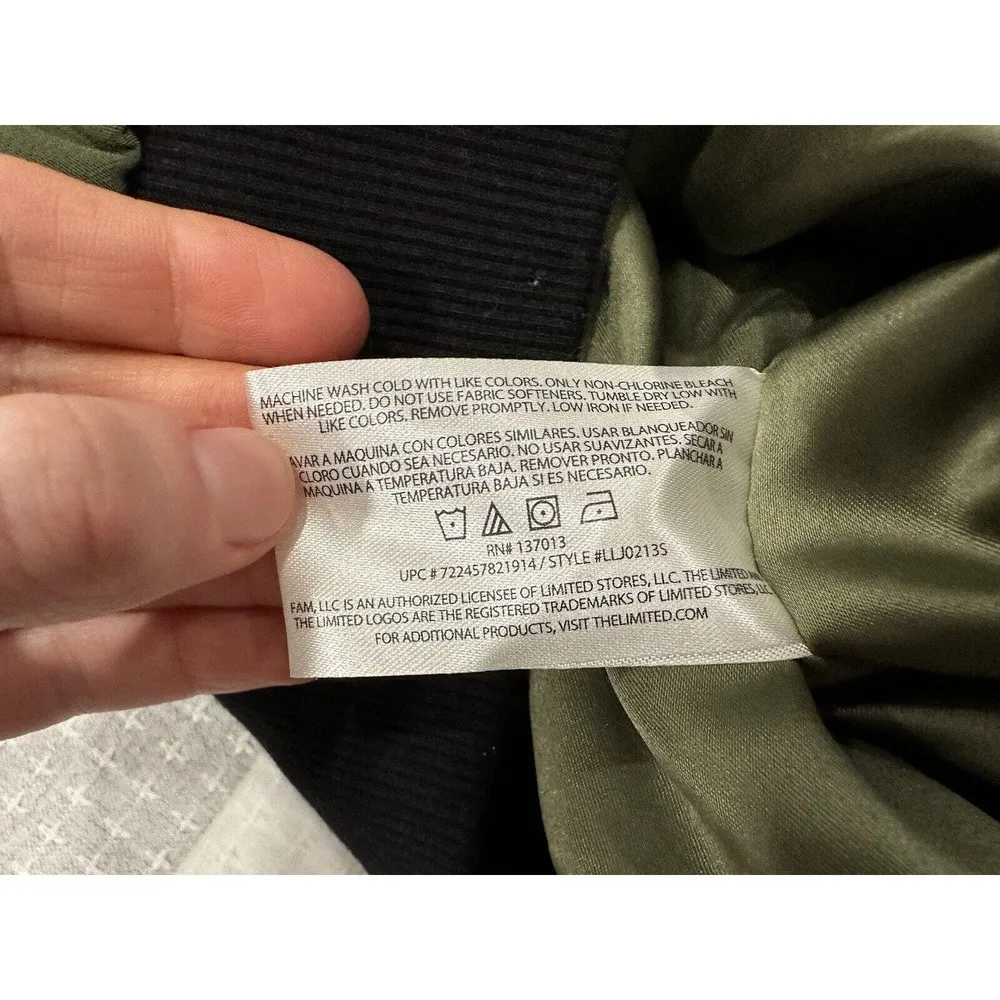 MACHINE WASH COLD WITH LIKE COLORS. ONLY NON-CHLORINE BLEACH
WHEN NEEDED. DO NOT USE FABRIC SOFTENERS. TUMBLE DRY LOW WITH
LIKE COLORS. REMOVE PROMPTLY. LOW IRON IF NEEDED.
AVAR A MAQUINA CON COLORES SIMILARES. USAR BLANQUEADOR SIN
CLORO CUANDO SEA NECESARIO. NO USAR SUAVIZANTES. SECAR A
MAQUINA A TEMPERATURA BAJA. REMOVER PRONTO. PLANCHAR A
TEMPERATURA BAJA SI ES NECESARIO.
RN# 137013
UPC # 722457821914 / STYLE #LLJ0213S
FAM, LLC IS AN AUTHORIZED LICENSEE OF LIMITED STORES, LLC. THE LIMITED
THE LIMITED LOGOS ARE THE REGISTERED TRADEMARKS OF LIMITED STORES, LLC.
FOR ADDITIONAL PRODUCTS, VISIT THELIMITED.COM